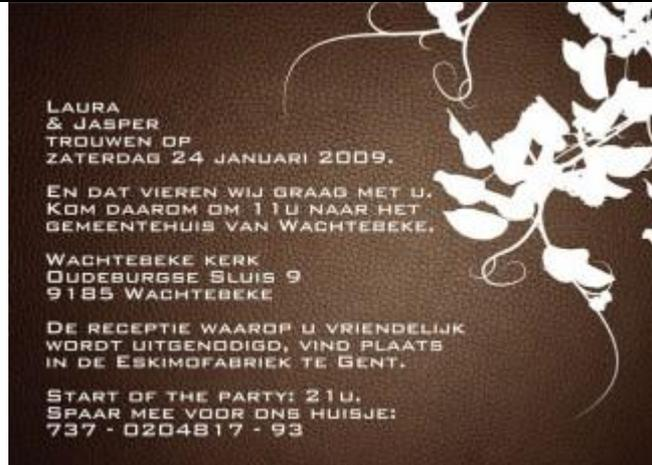 LAURA
& JASPER
TROUWEN OP
ZATERDAG 24 JANUARI 2009.
EN DAT VIEREN WIJ GRAAG MET U.
KOM DAAROM OM 11U NAAR HET
GEMEENTEHUIS VAN WACHTEBEKE.
WACHTEBEKE KERK
OUDEBURGSE SLUIS 9
9185 WACHTEBEKE
DE RECEPTIE WAAROP U VRIENDELIJK
WORDT UITGENODIGD, VIND PLAATS
IN DE ESKIMOFABRIEK TE GENT.
START OF THE PARTY: 21U.
SPAAR MEE VOOR ONS HUISJE:
737 - 0204817 - 93